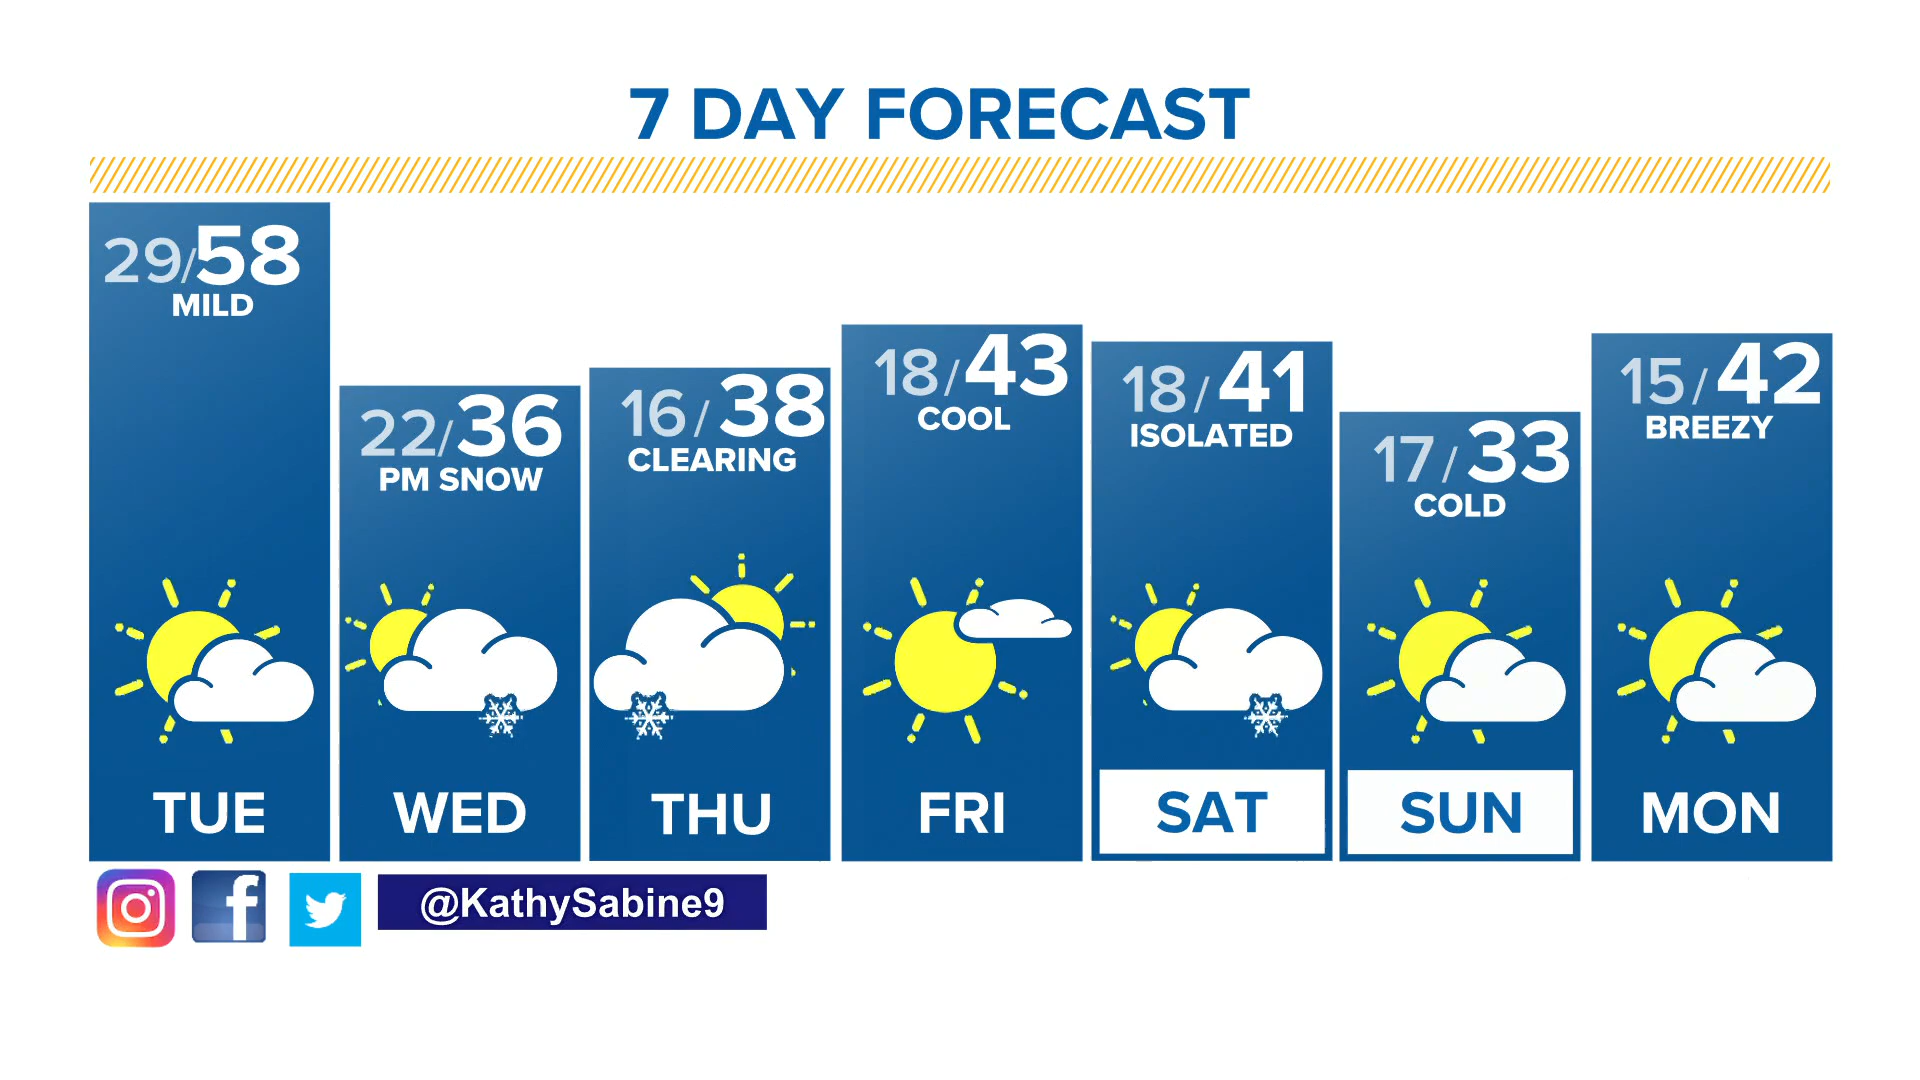 7 DAY FORECAST
29/58
MILD
TUE
22/36
PM SNOW
WED
16/38
CLEARING
THU
18/43
COOL
FRI
18/41
ISOLATED
SAT
17/33
COLD
SUN
15/42
BREEZY
MON
@KathySabine9